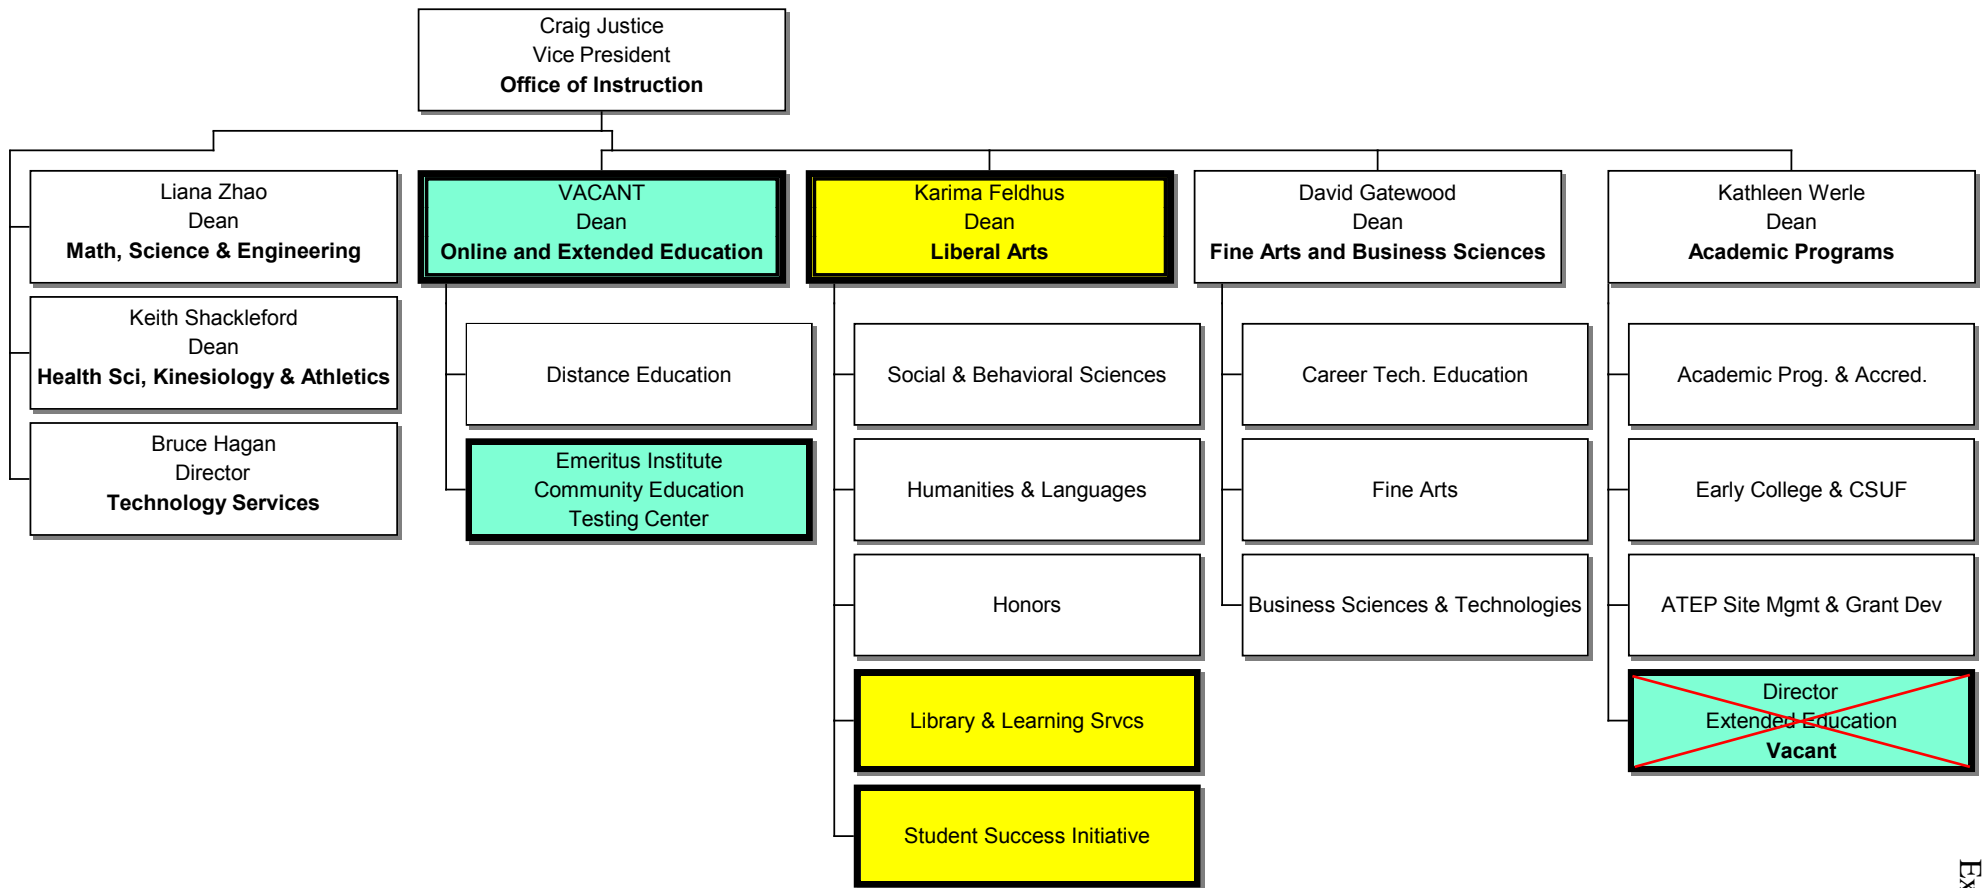 Craig Justice
Vice President
Office of Instruction
Liana Zhao
Dean
Math, Science & Engineering
Keith Shackleford
Dean
Health Sci, Kinesiology & Athletics
Bruce Hagan
Director
Technology Services
VACANT
Dean
Online and Extended Education
Distance Education
Emeritus Institute
Community Education
Testing Center
Karima Feldhus
Dean
Liberal Arts
Social & Behavioral Sciences
Humanities & Languages
Honors
Library & Learning Srvcs
Student Success Initiative
David Gatewood
Dean
Fine Arts and Business Sciences
Career Tech. Education
Fine Arts
Business Sciences & Technologies
Kathleen Werle
Dean
Academic Programs
Academic Prog. & Accred.
Early College & CSUF
ATEP Site Mgmt & Grant Dev
Director
Extended Education
Vacant